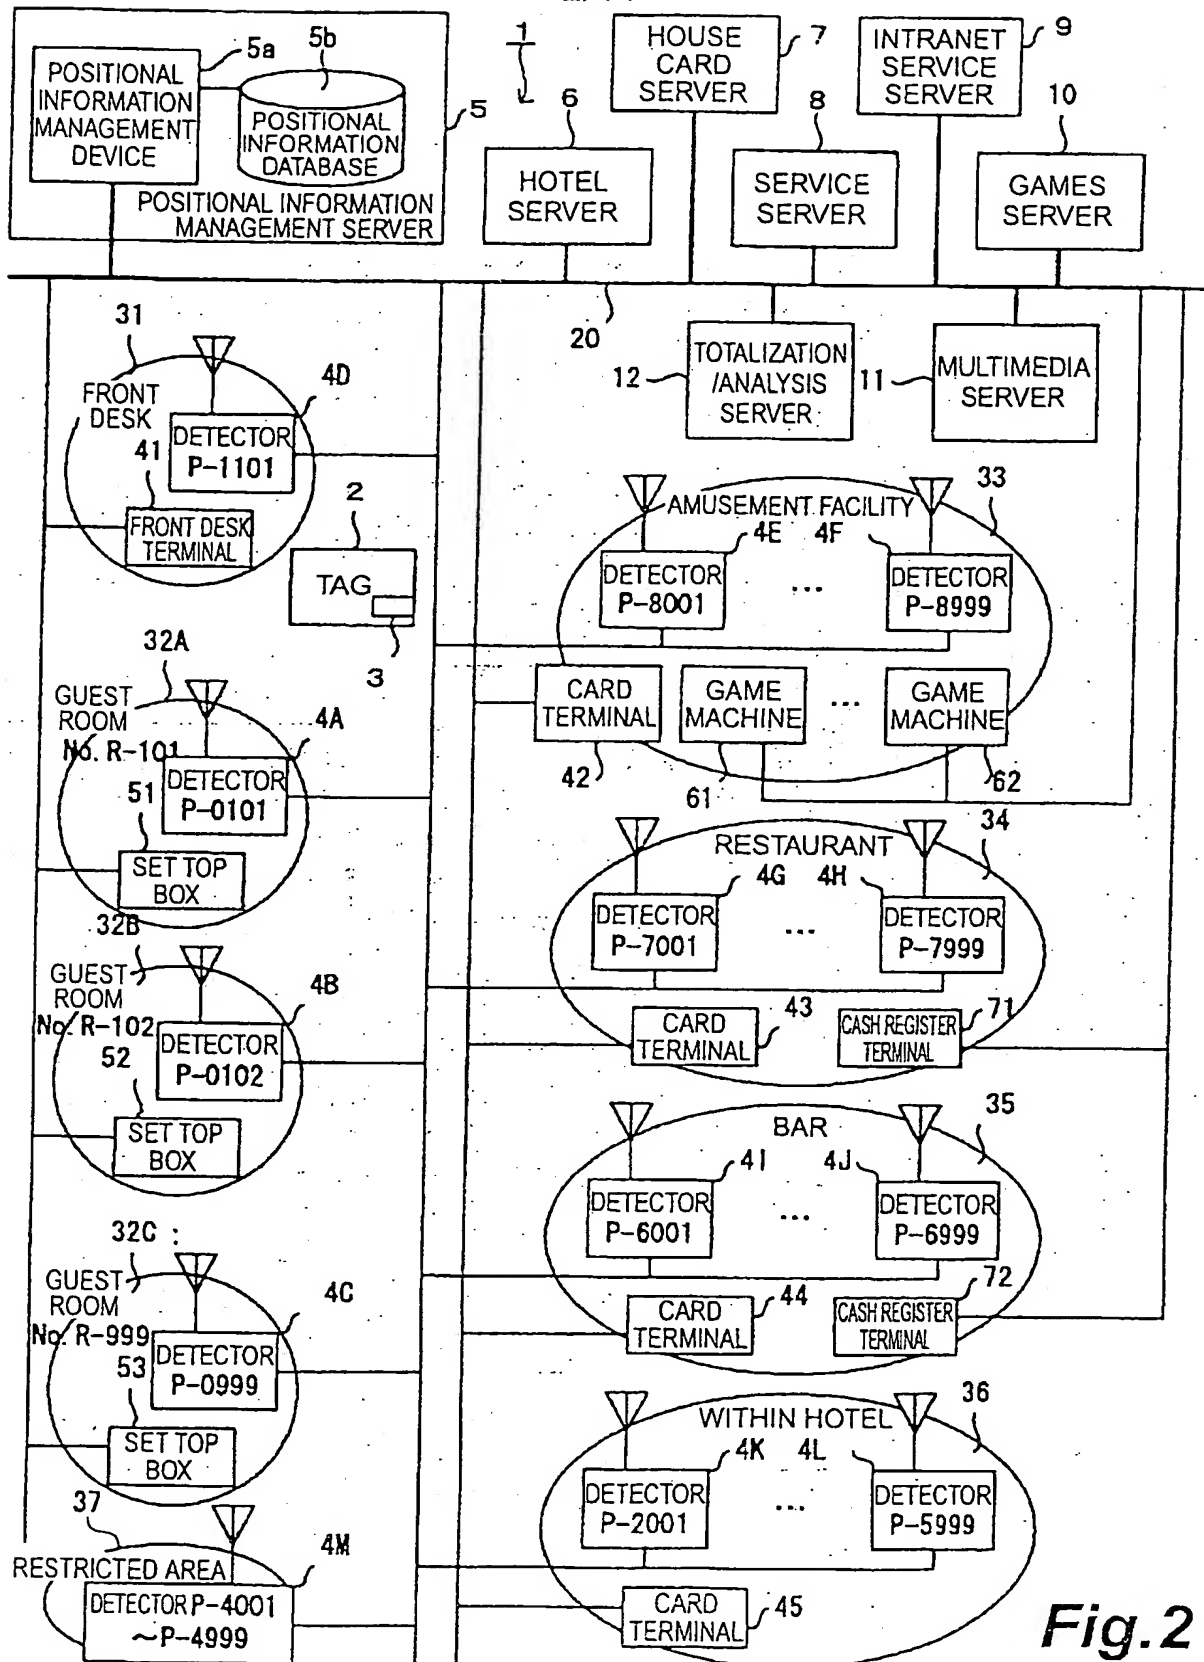 5a
5b
POSITIONAL
INFORMATION
MANAGEMENT
DEVICE
POSITIONAL
INFORMATION
DATABASE
5
POSITIONAL INFORMATION
MANAGEMENT SERVER
1
HOUSE
CARD
SERVER
7
INTRANET
SERVICE
SERVER
9
6
HOTEL
SERVER
8
SERVICE
SERVER
10
GAMES
SERVER
20
12
TOTALIZATION
/ANALYSIS
SERVER
11
MULTIMEDIA
SERVER
31
FRONT
DESK
4D
DETECTOR
P-1101
41
FRONT DESK
TERMINAL
2
TAG
3
32A
GUEST
ROOM
No. R-101
4A
DETECTOR
P-0101
51
SET TOP
BOX
32B
GUEST
ROOM
No. R-102
4B
DETECTOR
P-0102
52
SET TOP
BOX
32C :
GUEST
ROOM
No. R-999
4C
DETECTOR
P-0999
53
SET TOP
BOX
37
RESTRICTED AREA
4M
DETECTOR P-4001
~P-4999
33
AMUSEMENT FACILITY
4E 4F
DETECTOR
P-8001
...
DETECTOR
P-8999
CARD
TERMINAL
42
GAME
MACHINE
61
...
GAME
MACHINE
62
34
RESTAURANT
4G 4H
DETECTOR
P-7001
...
DETECTOR
P-7999
43
CARD
TERMINAL
71
CASH REGISTER
TERMINAL
35
BAR
4I 4J
DETECTOR
P-6001
...
DETECTOR
P-6999
44
CARD
TERMINAL
72
CASH REGISTER
TERMINAL
36
WITHIN HOTEL
4K 4L
DETECTOR
P-2001
...
DETECTOR
P-5999
CARD
TERMINAL
45
Fig.2